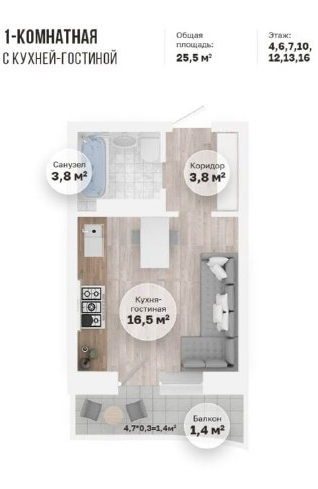 1-КОМНАТНАЯ
С КУХНЕЙ-ГОСТИНОЙ
Общая
площадь:
25,5 м²
Этаж:
4,6,7,10,
12,13,16
Санузел
3,8 м²
Коридор
3,8 м²
Кухня-
гостиная
16,5 м²
Балкон
1,4 м²
4,7*0,3=1,4м²